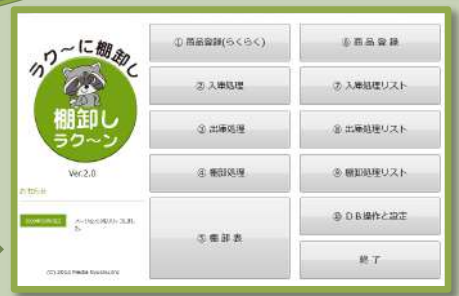 ラク～に棚卸し
棚卸し
ラク～ン
Ver.2.0
お知らせ
① 商品登録(らくらく)
② 入庫処理
③ 出庫処理
④ 棚卸処理
⑤ 棚卸表
⑥ 商品登録
⑦ 入庫処理リスト
⑧ 出庫処理リスト
⑨ 棚卸処理リスト
⑩ DB操作と設定
終了